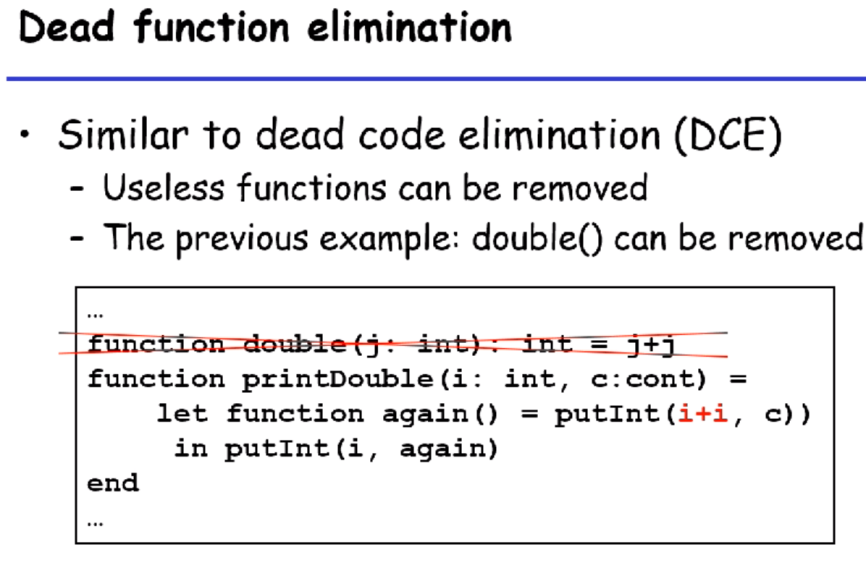 Dead function elimination
• Similar to dead code elimination (DCE)
- Useless functions can be removed
- The previous example: double() can be removed
…
function double(j: int): int = j+j
function printDouble(i: int, c:cont) =
let function again() = putInt(i+i, c))
in putInt(i, again)
end
…